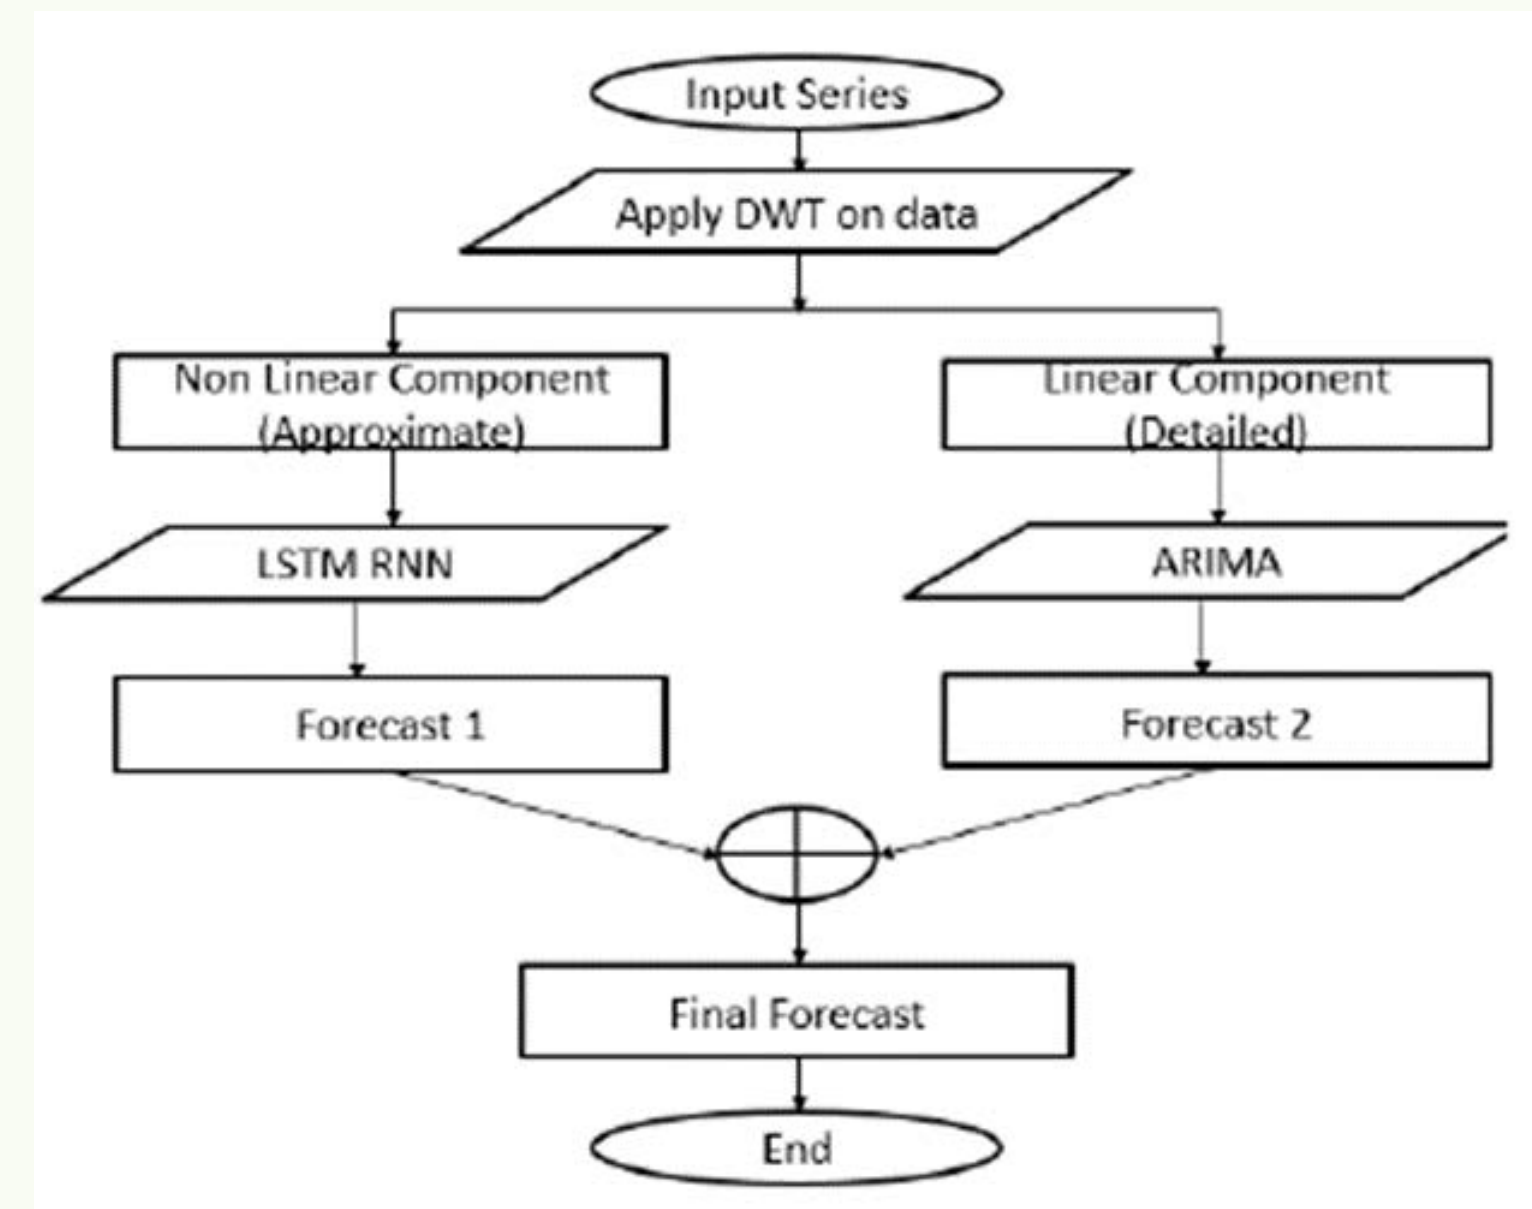 Input Series
Apply DWT on data
Non Linear Component
(Approximate)
Linear Component
(Detailed)
LSTM RNN
ARIMA
Forecast 1
Forecast 2
Final Forecast
End